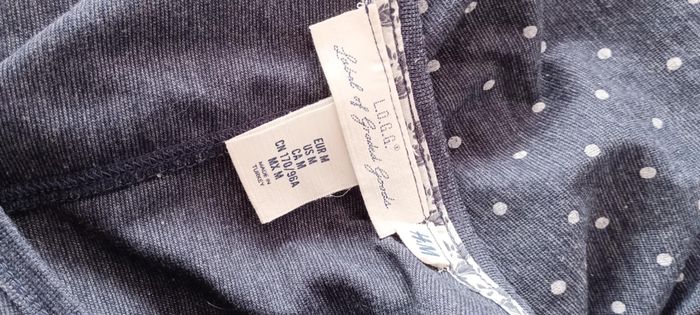 L.O.G.G.®
Label of Graded Goods
H&M
EUR M
US M
CA M
CN 170/96A
MX M
MADE IN
TURKEY